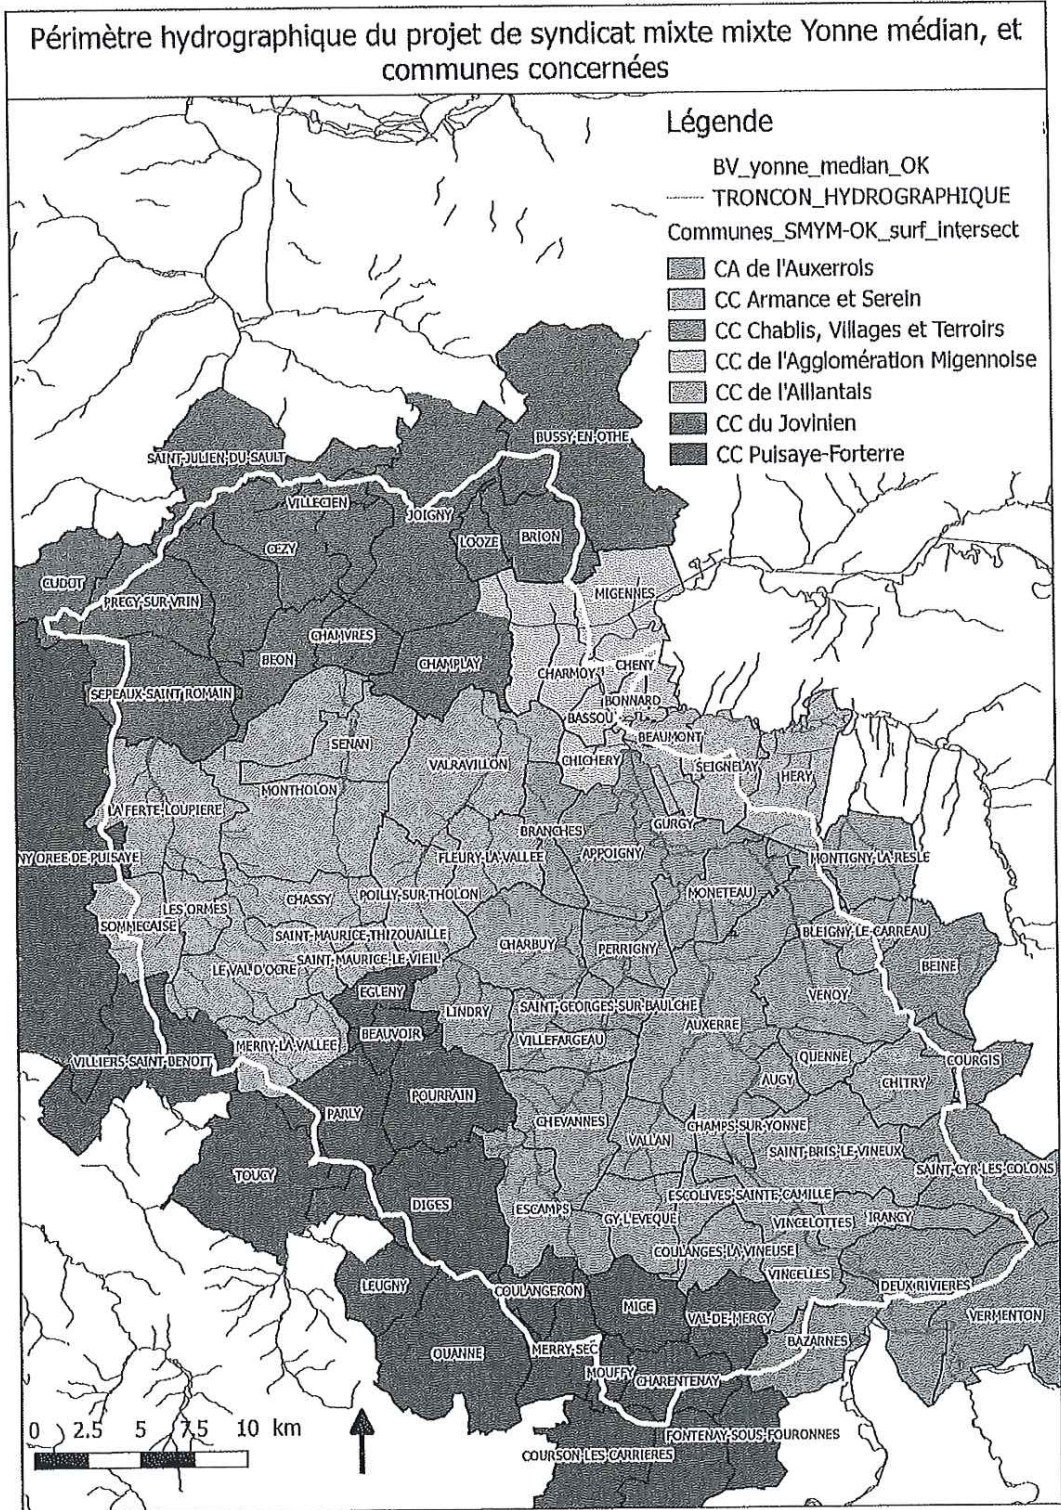 Périmètre hydrographique du projet de syndicat mixte mixte Yonne médian, et
communes concernées
Légende
BV_yonne_median_OK
TRONCON_HYDROGRAPHIQUE
Communes_SMYM-OK_surf_intersect
CA de l'Auxerrois
CC Armance et Serein
CC Chablis, Villages et Terroirs
CC de l'Agglomération Migennoise
CC de l'Aillantais
CC du Jovinien
CC Puisaye-Forterre
BUSSY-EN-OTHE
SAINT-JULIEN-DU-SAULT
VILLECIEN
JOIGNY
LOOZE
BRION
CEZY
CUDOT
PRECY-SUR-VRIN
MIGENNES
CHAMVRES
BEON
CHAMPLAY
CHARMOY
CHENY
SEPEAUX-SAINT ROMAIN
BONNARD
BASSOU
BEAUMONT
SENAN
VALRAVILLON
CHICHERY
SEIGNELAY
HERY
MONTHOLON
LA FERTE-LOUPIERE
BRANCHES
GURGY
NY OREE DE PUISAYE
FLEURY-LA-VALLEE
APPOIGNY
MONTIGNY-LA-RESLE
CHASSY
POILLY-SUR-THOLON
MONETEAU
LES ORMES
SOMMECAISE
SAINT-MAURICE-THIZOUAILLE
CHARBUY
PERRIGNY
BLEIGNY-LE-CARREAU
LE VAL D'OCRE
SAINT-MAURICE-LE-VIEIL
BEINE
EGLENY
LINDRY
SAINT-GEORGES-SUR-BAULCHE
VENOY
BEAUVOIR
AUXERRE
MERRY-LA-VALLEE
VILLEFARGEAU
VILLIERS-SAINT-BENOIT
QUENNE
COURGIS
AUGY
CHITRY
POURRAIN
PARLY
CHEVANNES
VALLAN
CHAMPS-SUR-YONNE
SAINT-BRIS-LE-VINEUX
TOUCY
SAINT-CYR-LES-COLONS
DIGES
ESCOLIVES-SAINTE-CAMILLE
ESCAMPS
GY-L'EVEQUE
VINCELOTTES
IRANCY
COULANGES-LA-VINEUSE
VINCELLES
LEUGNY
COULANGERON
DEUX RIVIERES
MIGE
VAL-DE-MERCY
VERMENTON
BAZARNES
OUANNE
MERRY-SEC
MOUFFY
CHARENTENAY
FONTENAY-SOUS-FOURONNES
COURSON-LES-CARRIERES
0 2.5 5 7.5 10 km